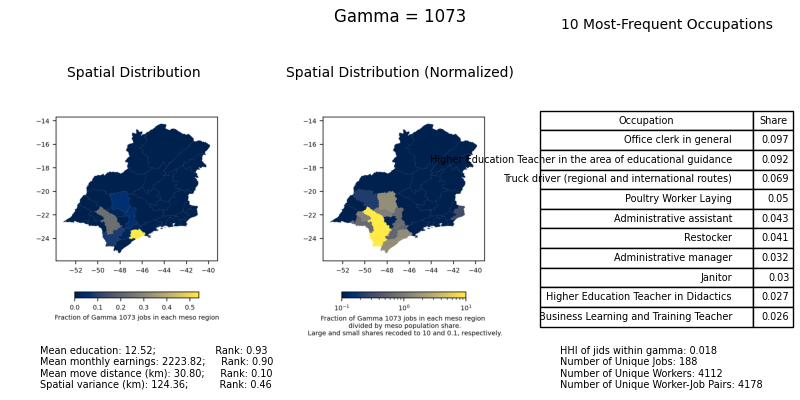 Gamma = 1073
10 Most-Frequent Occupations
Spatial Distribution
Spatial Distribution (Normalized)
−14
−16
−18
−20
−22
−24
−52 −50 −48 −46 −44 −42 −40
0.0 0.1 0.2 0.3 0.4 0.5
Fraction of Gamma 1073 jobs in each meso region
−14
−16
−18
−20
−22
−24
−52 −50 −48 −46 −44 −42 −40
10⁻¹ 10⁰ 10¹
Fraction of Gamma 1073 jobs in each meso region
divided by meso population share.
Large and small shares recoded to 10 and 0.1, respectively.
Occupation Share
Office clerk in general 0.097
Higher Education Teacher in the area of educational guidance 0.092
Truck driver (regional and international routes) 0.069
Poultry Worker Laying 0.05
Administrative assistant 0.043
Restocker 0.041
Administrative manager 0.032
Janitor 0.03
Higher Education Teacher in Didactics 0.027
Business Learning and Training Teacher 0.026
Mean education: 12.52; Rank: 0.93
Mean monthly earnings: 2223.82; Rank: 0.90
Mean move distance (km): 30.80; Rank: 0.10
Spatial variance (km): 124.36; Rank: 0.46
HHI of jids within gamma: 0.018
Number of Unique Jobs: 188
Number of Unique Workers: 4112
Number of Unique Worker-Job Pairs: 4178